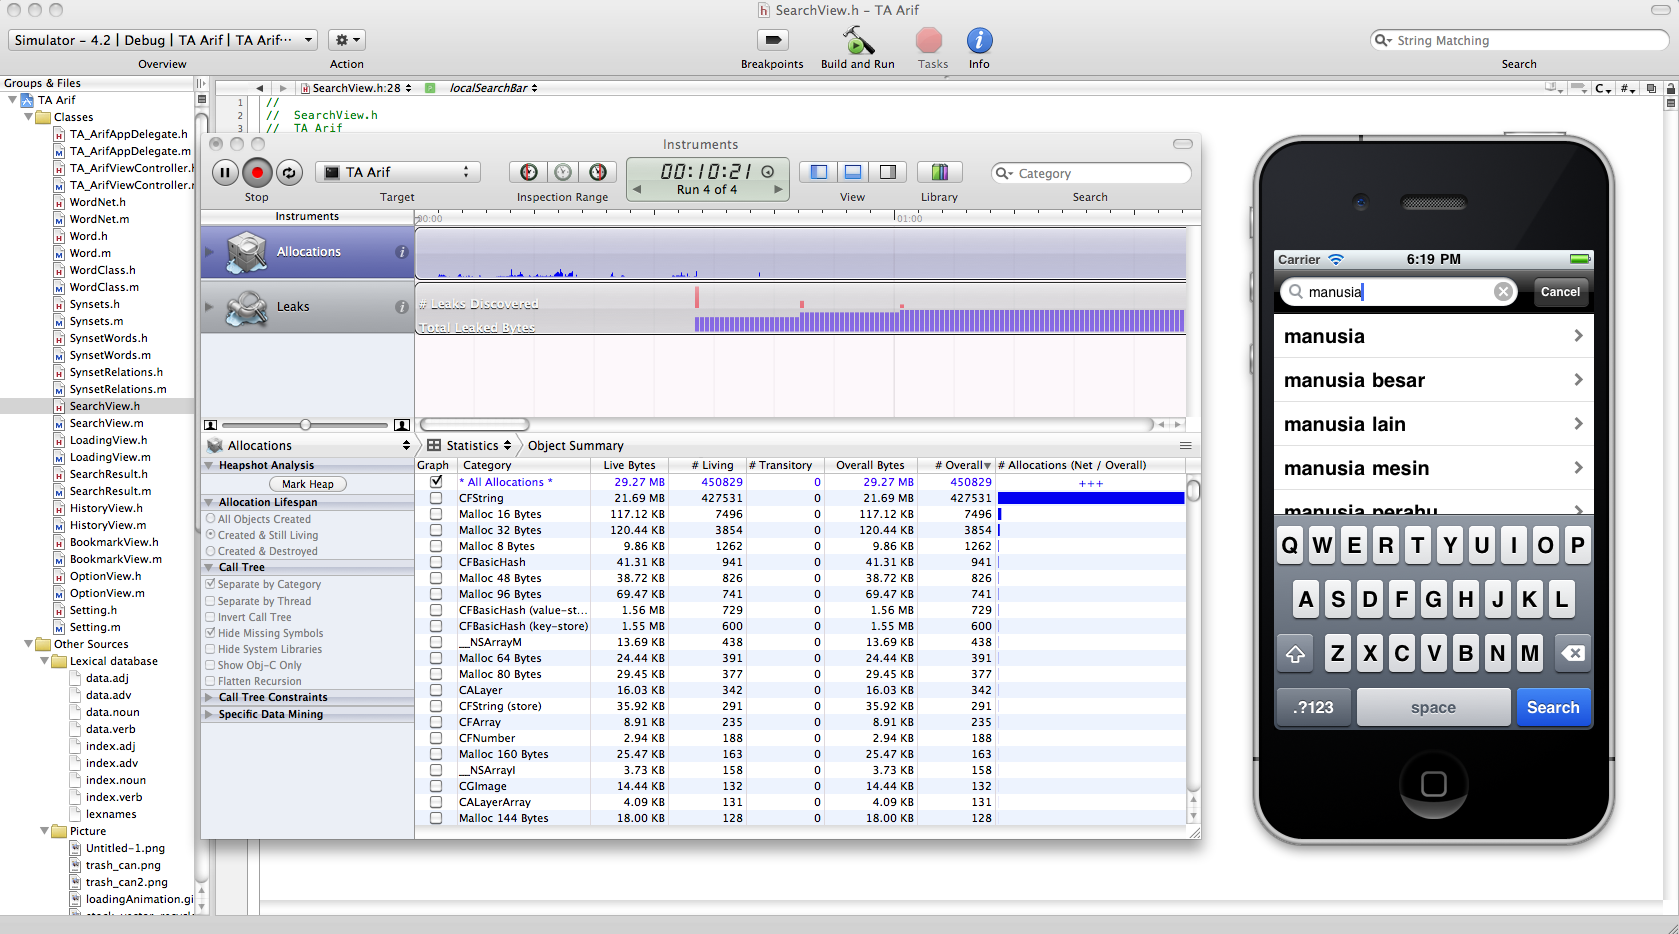 SearchView.h - TA Arif
Simulator - 4.2 | Debug | TA Arif | TA Arif...
String Matching
Overview
Action
Breakpoints
Build and Run
Tasks
Info
Search
Groups & Files
TA Arif
Classes
TA_ArifAppDelegate.h
TA_ArifAppDelegate.m
TA_ArifViewController.h
TA_ArifViewController.m
WordNet.h
WordNet.m
Word.h
Word.m
WordClass.h
WordClass.m
Synsets.h
Synsets.m
SynsetWords.h
SynsetWords.m
SynsetRelations.h
SynsetRelations.m
SearchView.h
SearchView.m
LoadingView.h
LoadingView.m
SearchResult.h
SearchResult.m
HistoryView.h
HistoryView.m
BookmarkView.h
BookmarkView.m
OptionView.h
OptionView.m
Setting.h
Setting.m
Other Sources
Lexical database
data.adj
data.adv
data.noun
data.verb
index.adj
index.adv
index.noun
index.verb
lexnames
Picture
Untitled-1.png
trash_can.png
trash_can2.png
loadingAnimation.gi
SearchView.h:28
localSearchBar
C
#
1 //
2 // SearchView.h
3 // TA Arif
Instruments
TA Arif
00:10:21
Run 4 of 4
Category
Stop
Target
Inspection Range
View
Library
Search
Instruments
00:00
01:00
Allocations
Leaks
# Leaks Discovered
Total Leaked Bytes
Allocations
Statistics
Object Summary
Heapshot Analysis
Mark Heap
Allocation Lifespan
All Objects Created
Created & Still Living
Created & Destroyed
Call Tree
Separate by Category
Separate by Thread
Invert Call Tree
Hide Missing Symbols
Hide System Libraries
Show Obj-C Only
Flatten Recursion
Call Tree Constraints
Specific Data Mining
Graph Category Live Bytes # Living # Transitory Overall Bytes # Overall # Allocations (Net / Overall)
* All Allocations * 29.27 MB 450829 0 29.27 MB 450829 +++
CFString 21.69 MB 427531 0 21.69 MB 427531
Malloc 16 Bytes 117.12 KB 7496 0 117.12 KB 7496
Malloc 32 Bytes 120.44 KB 3854 0 120.44 KB 3854
Malloc 8 Bytes 9.86 KB 1262 0 9.86 KB 1262
CFBasicHash 41.31 KB 941 0 41.31 KB 941
Malloc 48 Bytes 38.72 KB 826 0 38.72 KB 826
Malloc 96 Bytes 69.47 KB 741 0 69.47 KB 741
CFBasicHash (value-st... 1.56 MB 729 0 1.56 MB 729
CFBasicHash (key-store) 1.55 MB 600 0 1.55 MB 600
__NSArrayM 13.69 KB 438 0 13.69 KB 438
Malloc 64 Bytes 24.44 KB 391 0 24.44 KB 391
Malloc 80 Bytes 29.45 KB 377 0 29.45 KB 377
CALayer 16.03 KB 342 0 16.03 KB 342
CFString (store) 35.92 KB 291 0 35.92 KB 291
CFArray 8.91 KB 235 0 8.91 KB 235
CFNumber 2.94 KB 188 0 2.94 KB 188
Malloc 160 Bytes 25.47 KB 163 0 25.47 KB 163
__NSArrayI 3.73 KB 158 0 3.73 KB 158
CGImage 14.44 KB 132 0 14.44 KB 132
CALayerArray 4.09 KB 131 0 4.09 KB 131
Malloc 144 Bytes 18.00 KB 128 0 18.00 KB 128
Carrier 6:19 PM
manusia Cancel
manusia
manusia besar
manusia lain
manusia mesin
manusia perahu
Q W E R T Y U I O P
A S D F G H J K L
Z X C V B N M
.?123 space Search